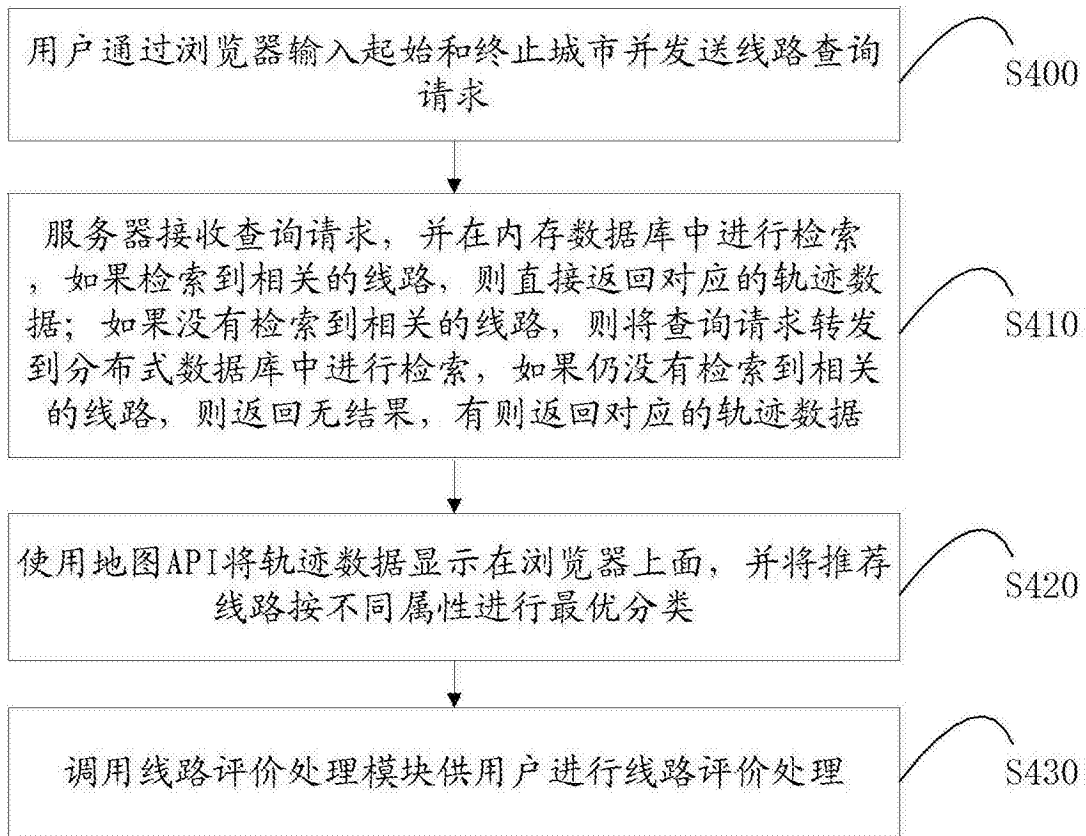 用户通过浏览器输入起始和终止城市并发送线路查询
请求
S400
服务器接收查询请求，并在内存数据库中进行检索
，如果检索到相关的线路，则直接返回对应的轨迹数
据；如果没有检索到相关的线路，则将查询请求转发
到分布式数据库中进行检索，如果仍没有检索到相关
的线路，则返回无结果，有则返回对应的轨迹数据
S410
使用地图API将轨迹数据显示在浏览器上面，并将推荐
线路按不同属性进行最优分类
S420
调用线路评价处理模块供用户进行线路评价处理
S430